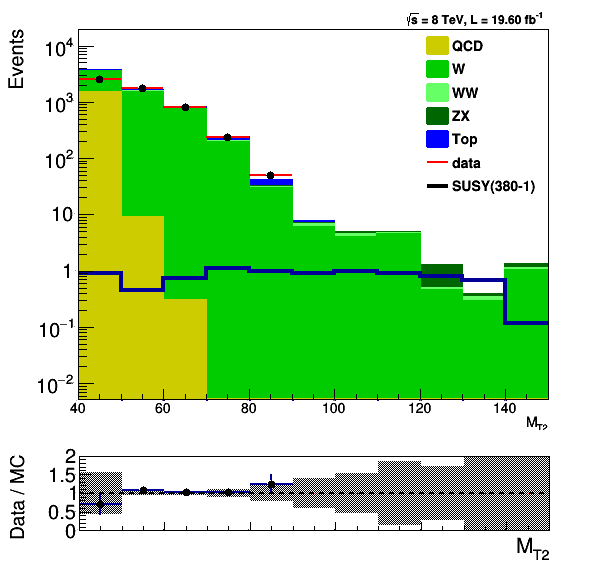 √s = 8 TeV, L = 19.60 fb⁻¹
Events
10⁴
10³
10²
10
1
10⁻¹
10⁻²
QCD
W
WW
ZX
Top
data
SUSY(380-1)
40 60 80 100 120 140
M_T2
Data / MC
2
1.5
1
0.5
0
M_T2